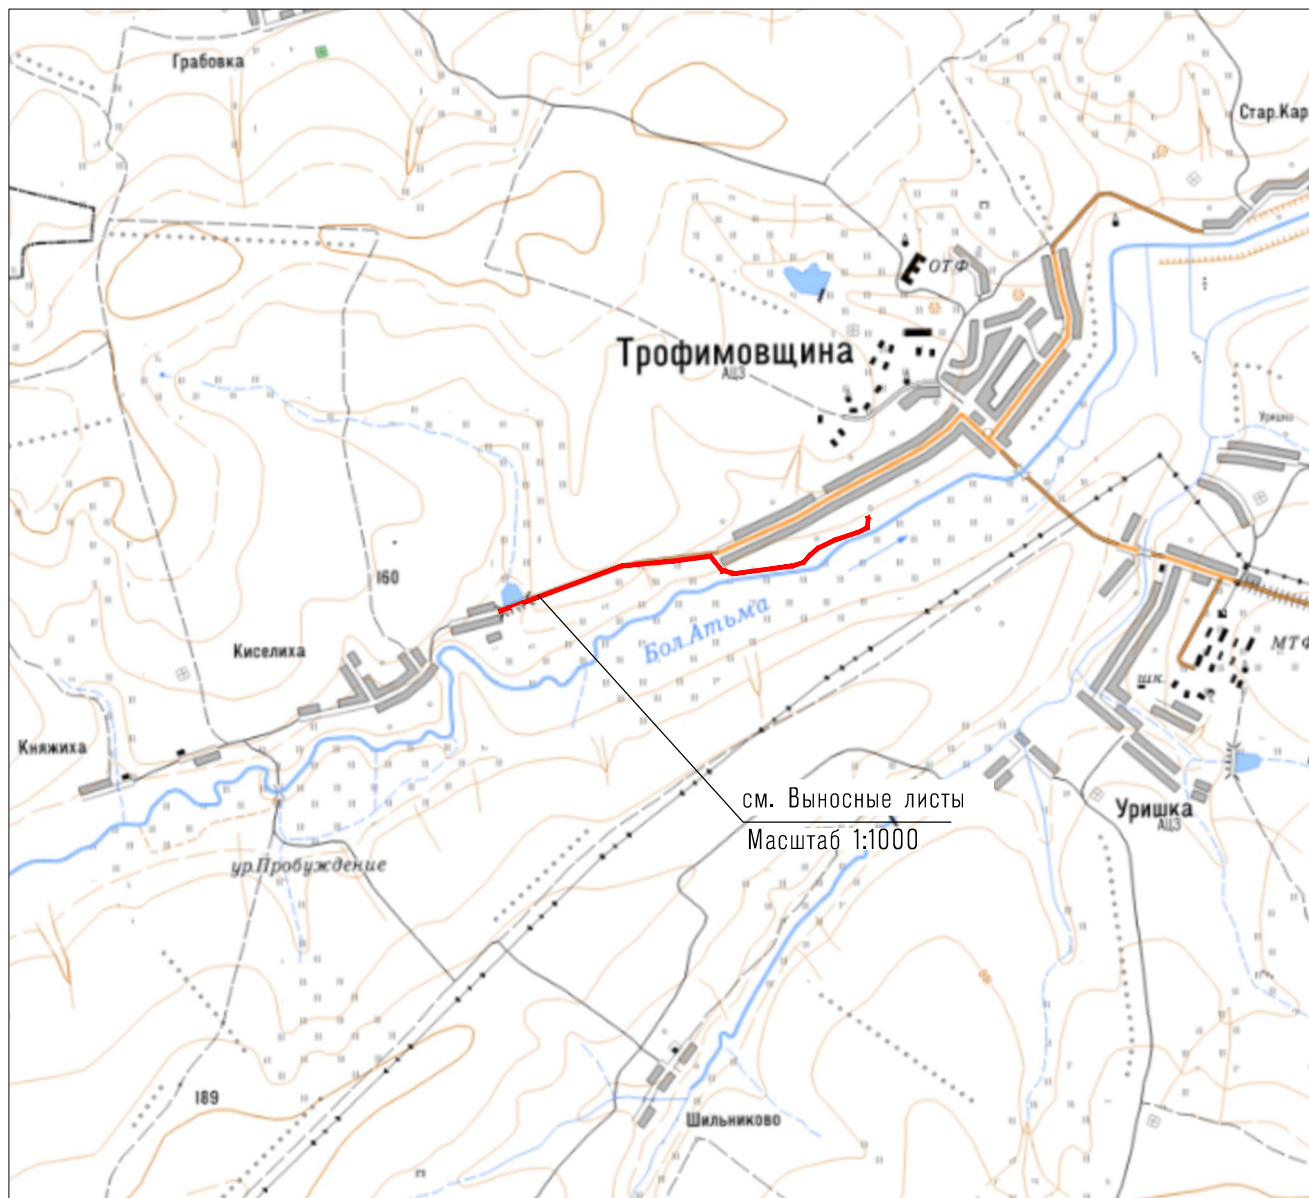 Грабовка
Стар.Кар
ОТФ
Трофимовщина
АЦЗ
Уришка
160
Киселиха
Бол.Атьма
МТФ
шк.
Княжиха
см. Выносные листы
Масштаб 1:1000
Уришка
АЦЗ
ур.Пробуждение
189
Шильниково